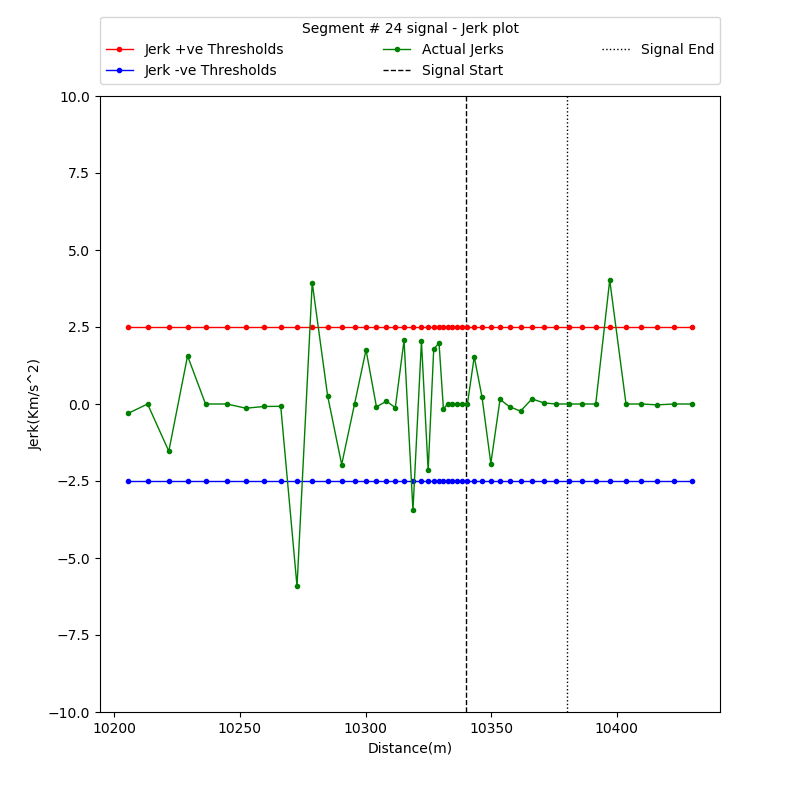 Segment # 24 signal - Jerk plot
Jerk +ve Thresholds
Jerk -ve Thresholds
Actual Jerks
Signal Start
Signal End
10.0
7.5
5.0
2.5
0.0
−2.5
−5.0
−7.5
−10.0
Jerk(Km/s^2)
10200
10250
10300
10350
10400
Distance(m)